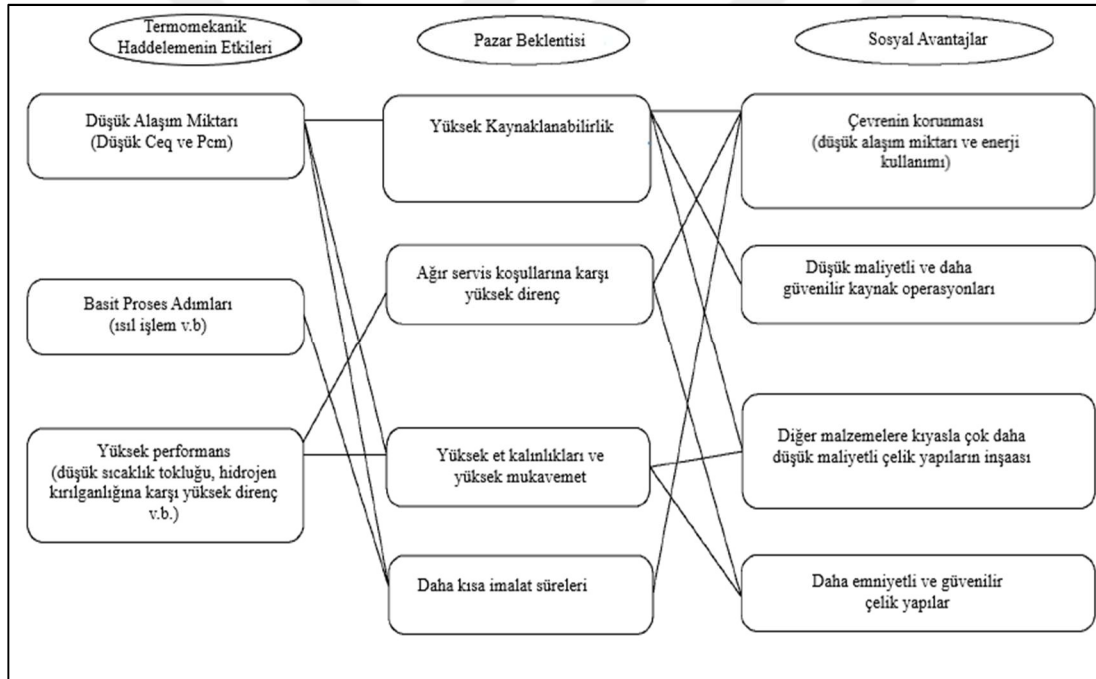 Termomekanik
Haddelemenin Etkileri
Pazar Beklentisi
Sosyal Avantajlar
Düşük Alaşım Miktarı
(Düşük Ceq ve Pcm)
Yüksek Kaynaklanabilirlik
Çevrenin korunması
(düşük alaşım miktarı ve enerji
kullanımı)
Basit Proses Adımları
(ısıl işlem v.b)
Ağır servis koşullarına karşı
yüksek direnç
Düşük maliyetli ve daha
güvenilir kaynak operasyonları
Yüksek performans
(düşük sıcaklık tokluğu, hidrojen
kırılganlığına karşı yüksek direnç
v.b.)
Yüksek et kalınlıkları ve
yüksek mukavemet
Diğer malzemelere kıyasla çok daha
düşük maliyetli çelik yapıların inşaası
Daha kısa imalat süreleri
Daha emniyetli ve güvenilir
çelik yapılar